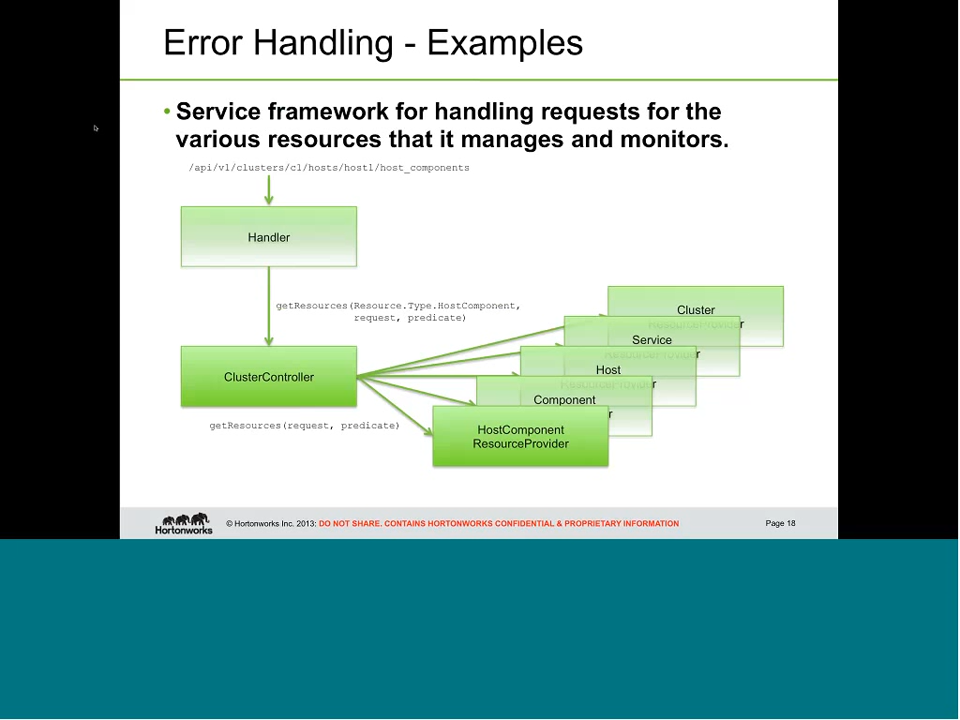 Error Handling - Examples
• Service framework for handling requests for the
various resources that it manages and monitors.
/api/v1/clusters/c1/hosts/host1/host_components
Handler
getResources(Resource.Type.HostComponent,
request, predicate)
Cluster
ResourceProvider
Service
ResourceProvider
Host
ResourceProvider
ClusterController
Component
r
getResources(request, predicate)
HostComponent
ResourceProvider
Hortonworks
© Hortonworks Inc. 2013: DO NOT SHARE. CONTAINS HORTONWORKS CONFIDENTIAL & PROPRIETARY INFORMATION
Page 18